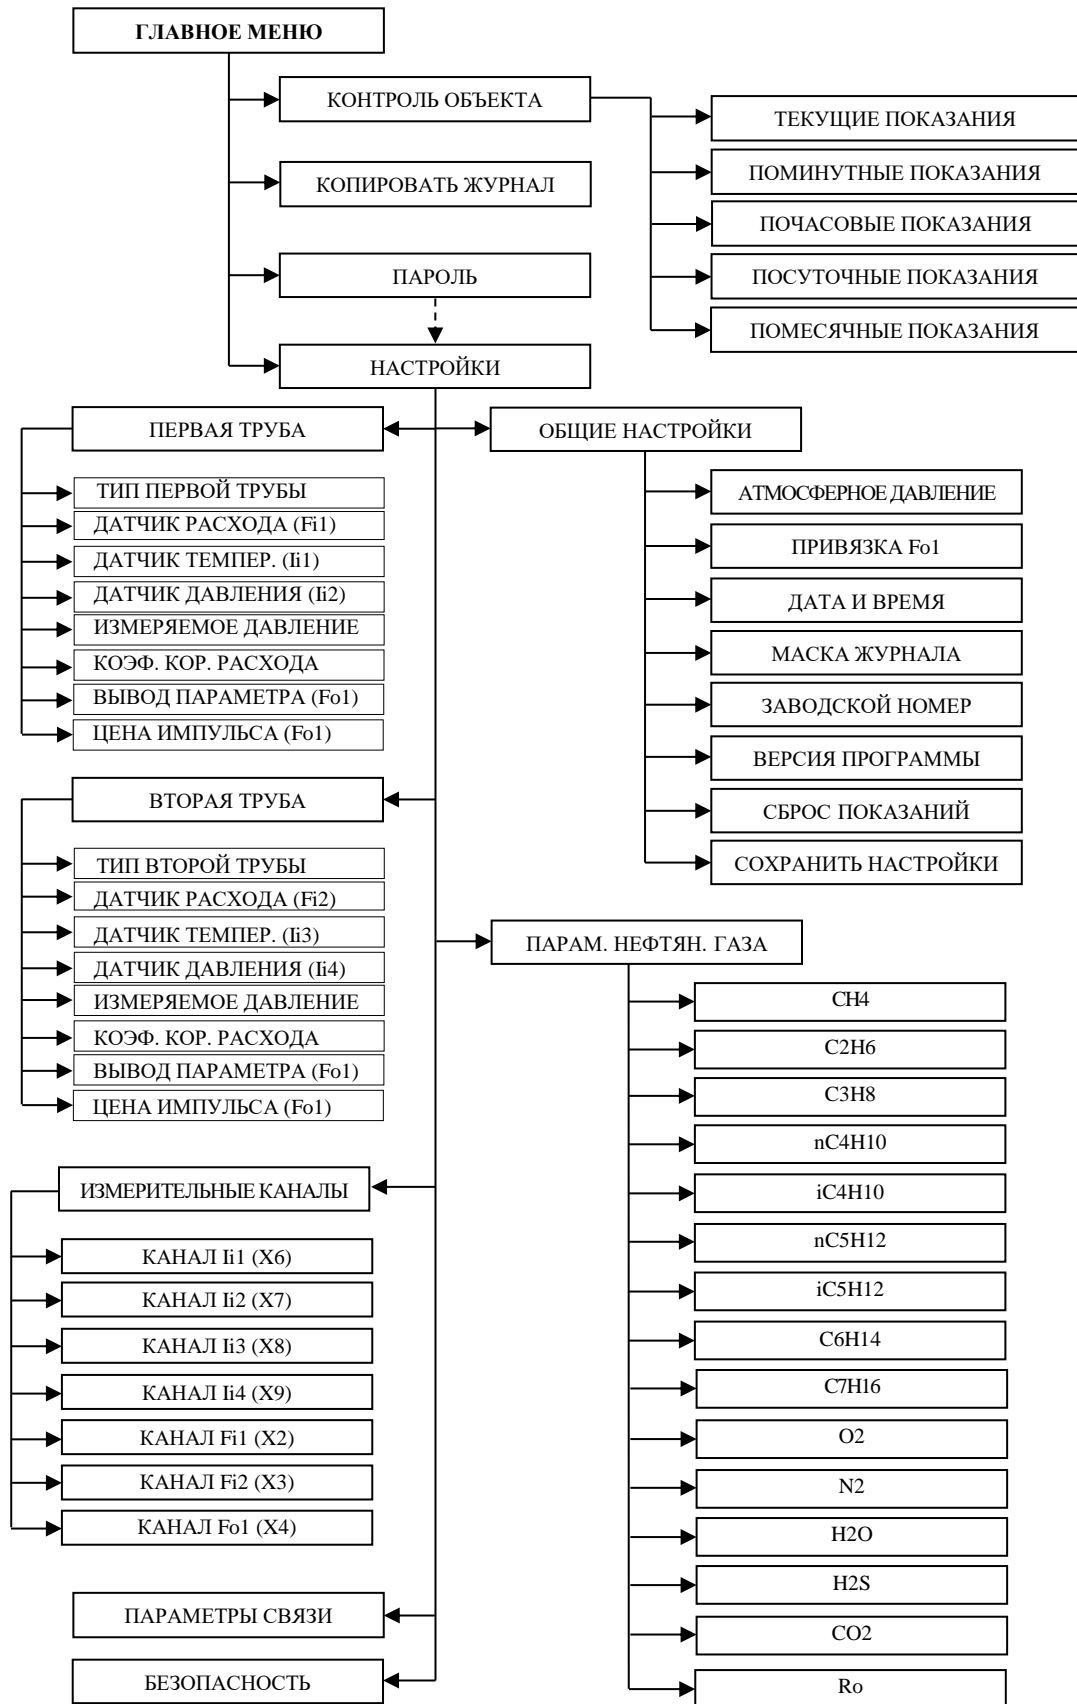 ГЛАВНОЕ МЕНЮ
КОНТРОЛЬ ОБЪЕКТА
ТЕКУЩИЕ ПОКАЗАНИЯ
ПОМИНУТНЫЕ ПОКАЗАНИЯ
ПОЧАСОВЫЕ ПОКАЗАНИЯ
ПОСУТОЧНЫЕ ПОКАЗАНИЯ
ПОМЕСЯЧНЫЕ ПОКАЗАНИЯ
КОПИРОВАТЬ ЖУРНАЛ
ПАРОЛЬ
НАСТРОЙКИ
ПЕРВАЯ ТРУБА
ТИП ПЕРВОЙ ТРУБЫ
ДАТЧИК РАСХОДА (Fi1)
ДАТЧИК ТЕМПЕР. (Ii1)
ДАТЧИК ДАВЛЕНИЯ (Ii2)
ИЗМЕРЯЕМОЕ ДАВЛЕНИЕ
КОЭФ. КОР. РАСХОДА
ВЫВОД ПАРАМЕТРА (Fo1)
ЦЕНА ИМПУЛЬСА (Fo1)
ОБЩИЕ НАСТРОЙКИ
АТМОСФЕРНОЕ ДАВЛЕНИЕ
ПРИВЯЗКА Fo1
ДАТА И ВРЕМЯ
МАСКА ЖУРНАЛА
ЗАВОДСКОЙ НОМЕР
ВЕРСИЯ ПРОГРАММЫ
СБРОС ПОКАЗАНИЙ
СОХРАНИТЬ НАСТРОЙКИ
ВТОРАЯ ТРУБА
ТИП ВТОРОЙ ТРУБЫ
ДАТЧИК РАСХОДА (Fi2)
ДАТЧИК ТЕМПЕР. (Ii3)
ДАТЧИК ДАВЛЕНИЯ (Ii4)
ИЗМЕРЯЕМОЕ ДАВЛЕНИЕ
КОЭФ. КОР. РАСХОДА
ВЫВОД ПАРАМЕТРА (Fo1)
ЦЕНА ИМПУЛЬСА (Fo1)
ПАРАМ. НЕФТЯН. ГАЗА
CH4
C2H6
C3H8
nC4H10
iC4H10
nC5H12
iC5H12
C6H14
C7H16
O2
N2
H2O
H2S
CO2
Ro
ИЗМЕРИТЕЛЬНЫЕ КАНАЛЫ
КАНАЛ Ii1 (X6)
КАНАЛ Ii2 (X7)
КАНАЛ Ii3 (X8)
КАНАЛ Ii4 (X9)
КАНАЛ Fi1 (X2)
КАНАЛ Fi2 (X3)
КАНАЛ Fo1 (X4)
ПАРАМЕТРЫ СВЯЗИ
БЕЗОПАСНОСТЬ